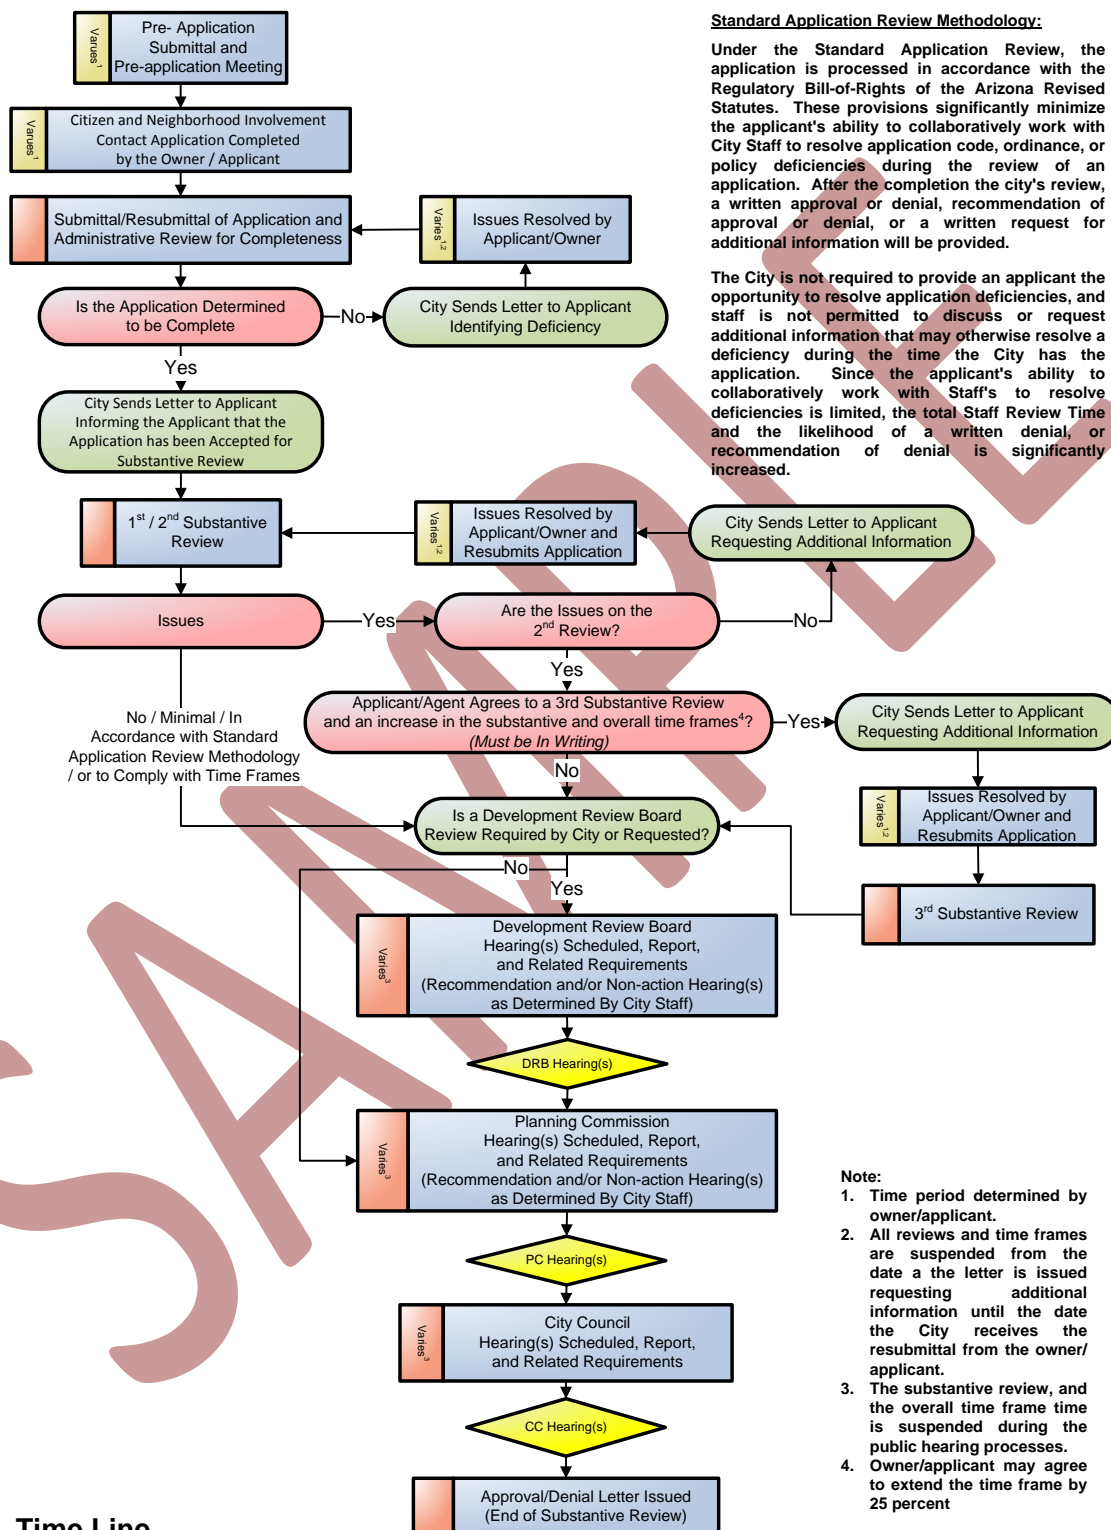 Pre- Application
Submittal and
Pre-application Meeting
Varues1
Citizen and Neighborhood Involvement
Contact Application Completed
by the Owner / Applicant
Varues1
Submittal/Resubmittal of Application and
Administrative Review for Completeness
Issues Resolved by
Applicant/Owner
Varies1,2
Is the Application Determined
to be Complete
No
City Sends Letter to Applicant
Identifying Deficiency
Yes
City Sends Letter to Applicant
Informing the Applicant that the
Application has been Accepted for
Substantive Review
1st / 2nd Substantive
Review
Varies1,2
Issues Resolved by
Applicant/Owner and
Resubmits Application
City Sends Letter to Applicant
Requesting Additional Information
Issues
Yes
Are the Issues on the
2nd Review?
No
Yes
No / Minimal / In
Accordance with Standard
Application Review Methodology
/ or to Comply with Time Frames
Applicant/Agent Agrees to a 3rd Substantive Review
and an increase in the substantive and overall time frames4?
(Must be In Writing)
Yes
City Sends Letter to Applicant
Requesting Additional Information
No
Varies1,2
Issues Resolved by
Applicant/Owner and
Resubmits Application
3rd Substantive Review
Is a Development Review Board
Review Required by City or Requested?
No
Yes
Varies3
Development Review Board
Hearing(s) Scheduled, Report,
and Related Requirements
(Recommendation and/or Non-action Hearing(s)
as Determined By City Staff)
DRB Hearing(s)
Varies3
Planning Commission
Hearing(s) Scheduled, Report,
and Related Requirements
(Recommendation and/or Non-action Hearing(s)
as Determined By City Staff)
PC Hearing(s)
Varies3
City Council
Hearing(s) Scheduled, Report,
and Related Requirements
CC Hearing(s)
Approval/Denial Letter Issued
(End of Substantive Review)
Time Line
Standard Application Review Methodology:
Under the Standard Application Review, the
application is processed in accordance with the
Regulatory Bill-of-Rights of the Arizona Revised
Statutes. These provisions significantly minimize
the applicant's ability to collaboratively work with
City Staff to resolve application code, ordinance, or
policy deficiencies during the review of an
application. After the completion the city's review,
a written approval or denial, recommendation of
approval or denial, or a written request for
additional information will be provided.
The City is not required to provide an applicant the
opportunity to resolve application deficiencies, and
staff is not permitted to discuss or request
additional information that may otherwise resolve a
deficiency during the time the City has the
application. Since the applicant's ability to
collaboratively work with Staff's to resolve
deficiencies is limited, the total Staff Review Time
and the likelihood of a written denial, or
recommendation of denial is significantly
increased.
Note:
1. Time period determined by
owner/applicant.
2. All reviews and time frames
are suspended from the
date a the letter is issued
requesting additional
information until the date
the City receives the
resubmittal from the owner/
applicant.
3. The substantive review, and
the overall time frame time
is suspended during the
public hearing processes.
4. Owner/applicant may agree
to extend the time frame by
25 percent
SAMPLE